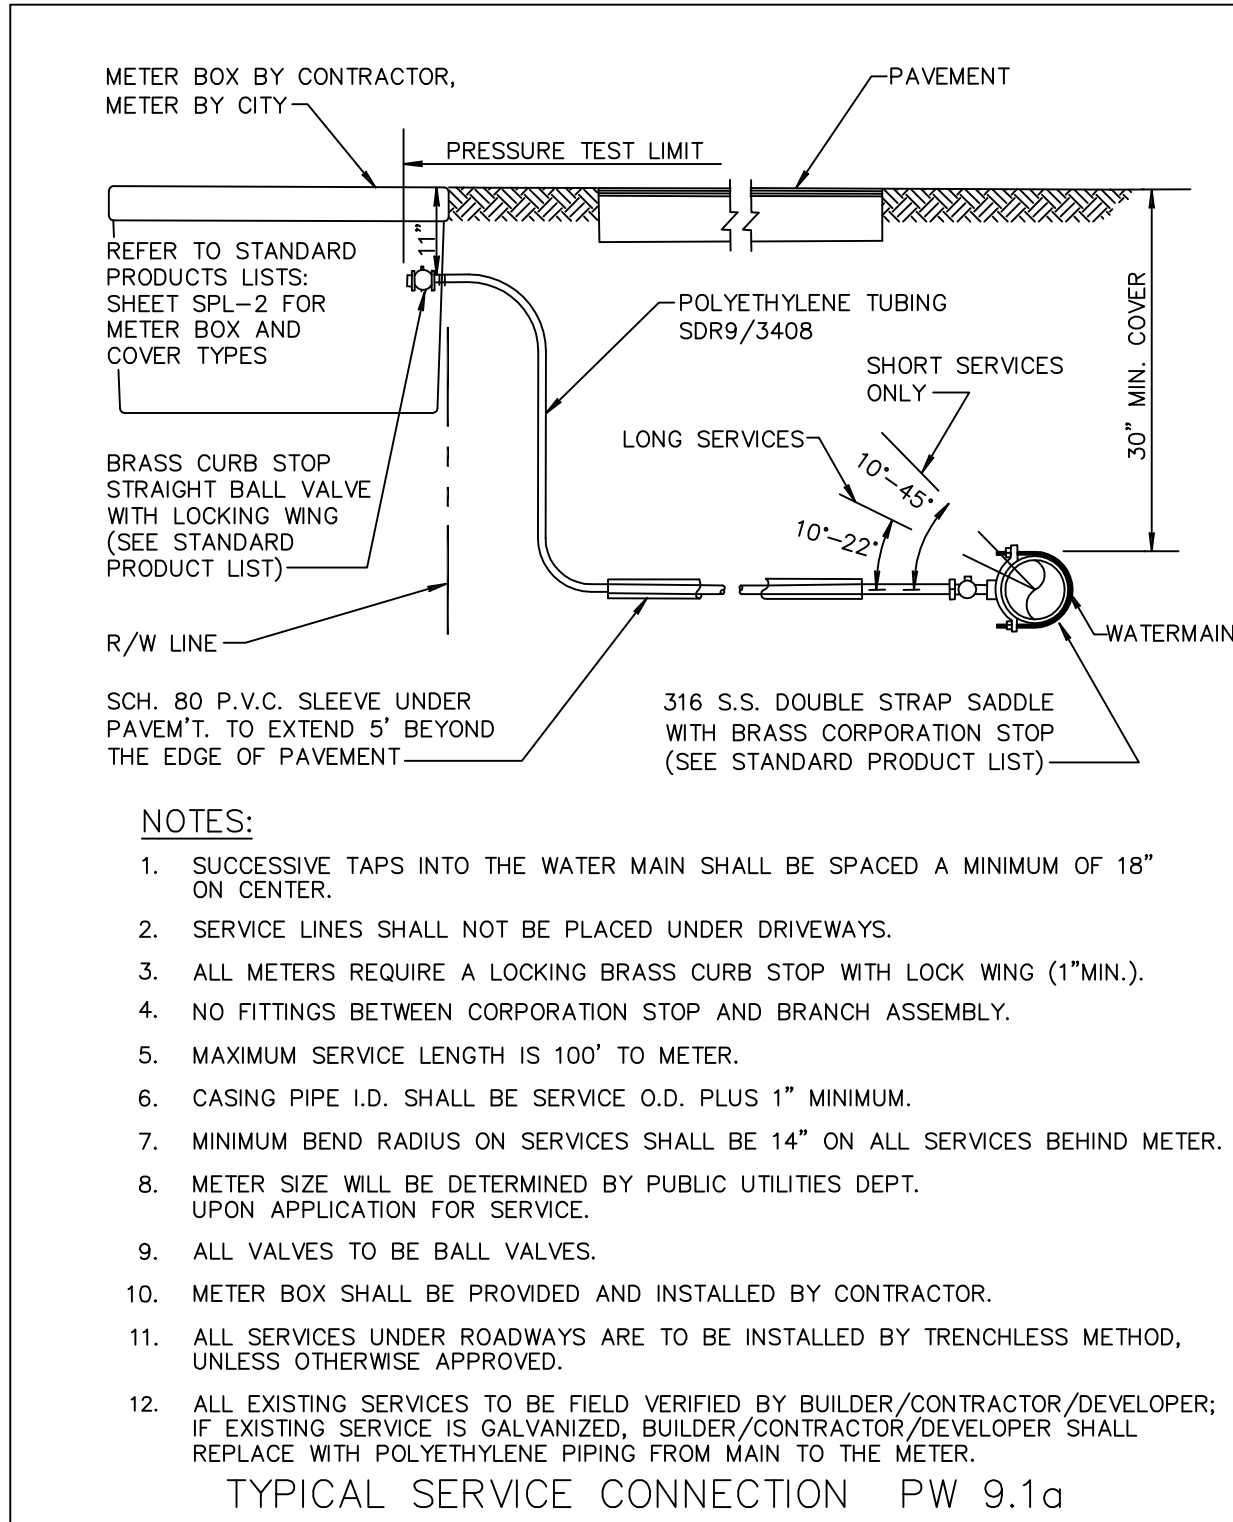 METER BOX BY CONTRACTOR,
METER BY CITY
PAVEMENT
PRESSURE TEST LIMIT
11"
REFER TO STANDARD
PRODUCTS LISTS:
SHEET SPL-2 FOR
METER BOX AND
COVER TYPES
POLYETHYLENE TUBING
SDR9/3408
30" MIN. COVER
SHORT SERVICES
ONLY
LONG SERVICES
10°-45°
10°-22°
BRASS CURB STOP
STRAIGHT BALL VALVE
WITH LOCKING WING
(SEE STANDARD
PRODUCT LIST)
R/W LINE
WATERMAIN
SCH. 80 P.V.C. SLEEVE UNDER
PAVEM'T. TO EXTEND 5' BEYOND
THE EDGE OF PAVEMENT
316 S.S. DOUBLE STRAP SADDLE
WITH BRASS CORPORATION STOP
(SEE STANDARD PRODUCT LIST)
NOTES:
1. SUCCESSIVE TAPS INTO THE WATER MAIN SHALL BE SPACED A MINIMUM OF 18"
ON CENTER.
2. SERVICE LINES SHALL NOT BE PLACED UNDER DRIVEWAYS.
3. ALL METERS REQUIRE A LOCKING BRASS CURB STOP WITH LOCK WING (1"MIN.).
4. NO FITTINGS BETWEEN CORPORATION STOP AND BRANCH ASSEMBLY.
5. MAXIMUM SERVICE LENGTH IS 100' TO METER.
6. CASING PIPE I.D. SHALL BE SERVICE O.D. PLUS 1" MINIMUM.
7. MINIMUM BEND RADIUS ON SERVICES SHALL BE 14" ON ALL SERVICES BEHIND METER.
8. METER SIZE WILL BE DETERMINED BY PUBLIC UTILITIES DEPT.
UPON APPLICATION FOR SERVICE.
9. ALL VALVES TO BE BALL VALVES.
10. METER BOX SHALL BE PROVIDED AND INSTALLED BY CONTRACTOR.
11. ALL SERVICES UNDER ROADWAYS ARE TO BE INSTALLED BY TRENCHLESS METHOD,
UNLESS OTHERWISE APPROVED.
12. ALL EXISTING SERVICES TO BE FIELD VERIFIED BY BUILDER/CONTRACTOR/DEVELOPER;
IF EXISTING SERVICE IS GALVANIZED, BUILDER/CONTRACTOR/DEVELOPER SHALL
REPLACE WITH POLYETHYLENE PIPING FROM MAIN TO THE METER.
TYPICAL SERVICE CONNECTION PW 9.1a